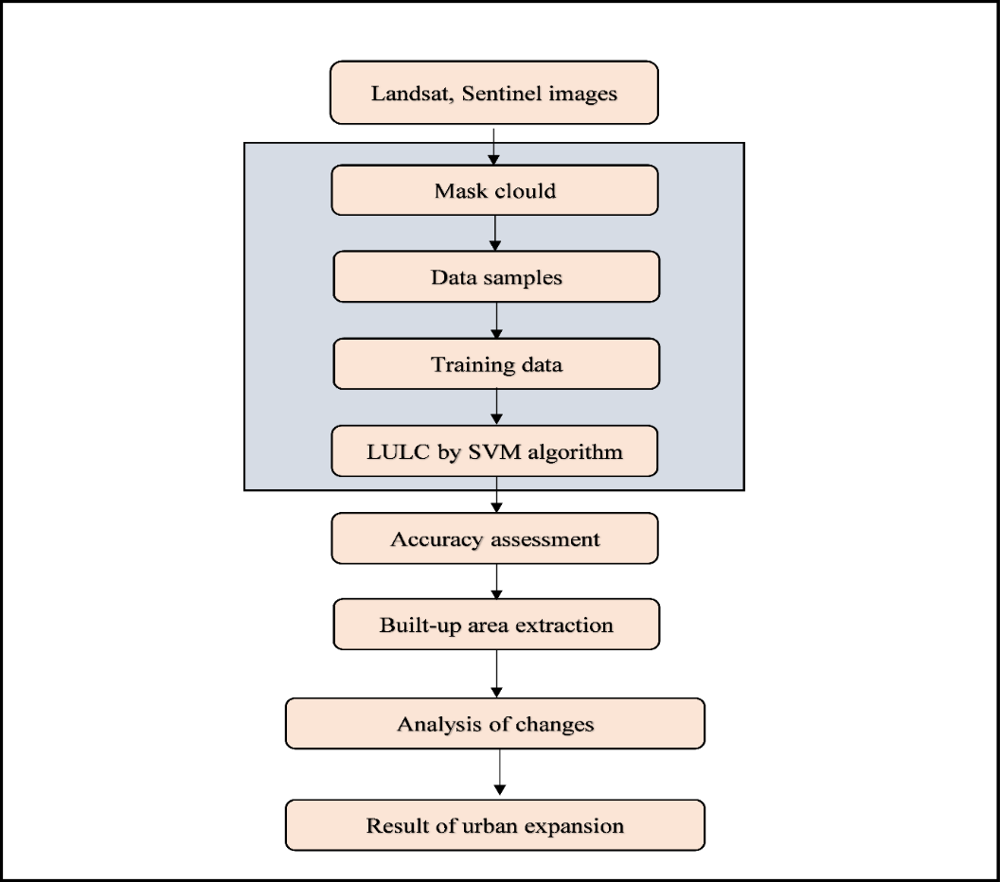 Landsat, Sentinel images
Mask clould
Data samples
Training data
LULC by SVM algorithm
Accuracy assessment
Built-up area extraction
Analysis of changes
Result of urban expansion